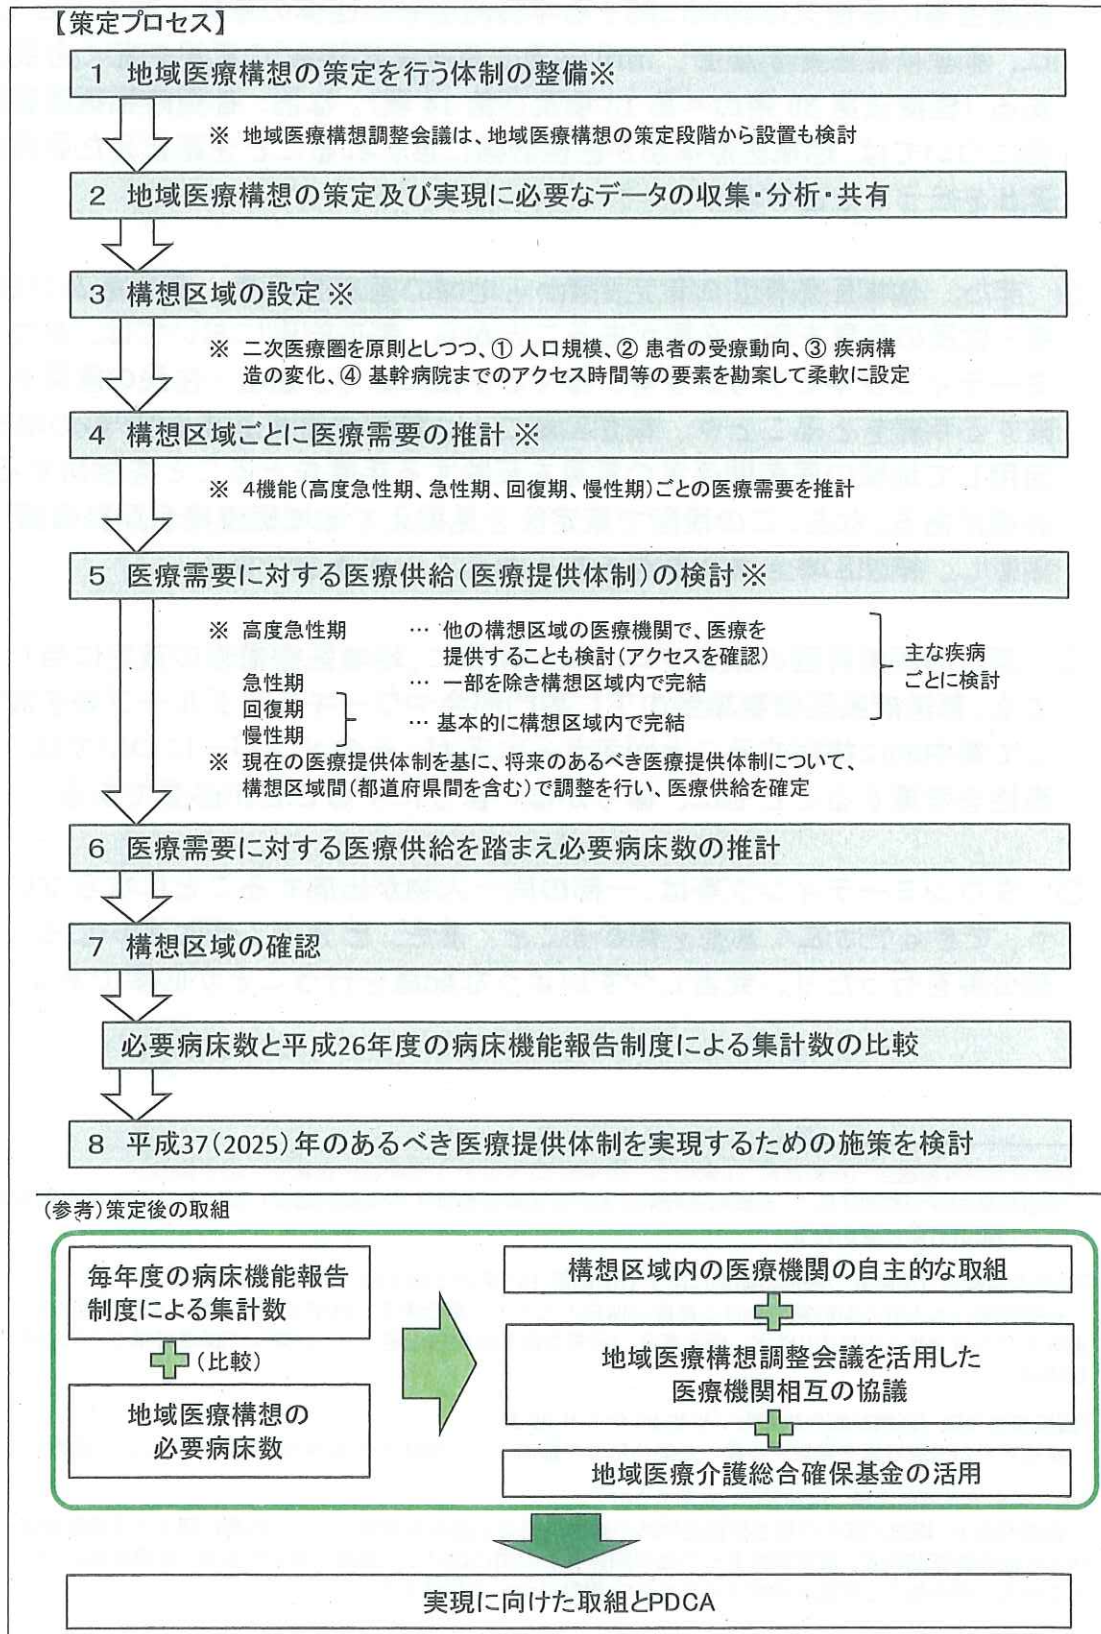 【策定プロセス】
1 地域医療構想の策定を行う体制の整備※
※ 地域医療構想調整会議は、地域医療構想の策定段階から設置も検討
2 地域医療構想の策定及び実現に必要なデータの収集・分析・共有
3 構想区域の設定※
※ 二次医療圏を原則としつつ、① 人口規模、② 患者の受療動向、③ 疾病構
造の変化、④ 基幹病院までのアクセス時間等の要素を勘案して柔軟に設定
4 構想区域ごとに医療需要の推計※
※ 4機能(高度急性期、急性期、回復期、慢性期)ごとの医療需要を推計
5 医療需要に対する医療供給(医療提供体制)の検討※
※ 高度急性期 … 他の構想区域の医療機関で、医療を
提供することも検討(アクセスを確認)
急性期 … 一部を除き構想区域内で完結
回復期
慢性期 … 基本的に構想区域内で完結
主な疾病
ごとに検討
※ 現在の医療提供体制を基に、将来のあるべき医療提供体制について、
構想区域間(都道府県間を含む)で調整を行い、医療供給を確定
6 医療需要に対する医療供給を踏まえ必要病床数の推計
7 構想区域の確認
必要病床数と平成26年度の病床機能報告制度による集計数の比較
8 平成37(2025)年のあるべき医療提供体制を実現するための施策を検討
(参考)策定後の取組
毎年度の病床機能報告
制度による集計数
(比較)
地域医療構想の
必要病床数
構想区域内の医療機関の自主的な取組
地域医療構想調整会議を活用した
医療機関相互の協議
地域医療介護総合確保基金の活用
実現に向けた取組とPDCA